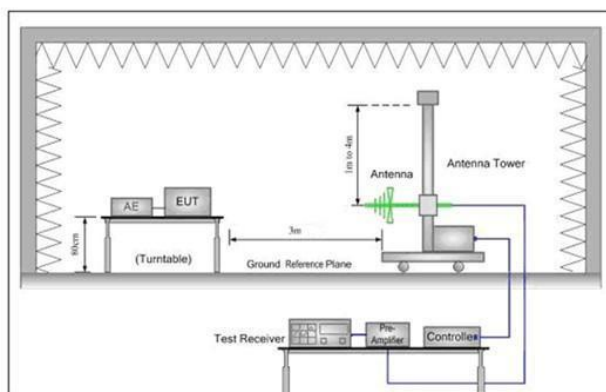 1m to 4m
Antenna
Antenna Tower
AE
EUT
80cm
(Turntable)
3m
Ground Reference Plane
Test Receiver
Pre-
Amplifier
Controller